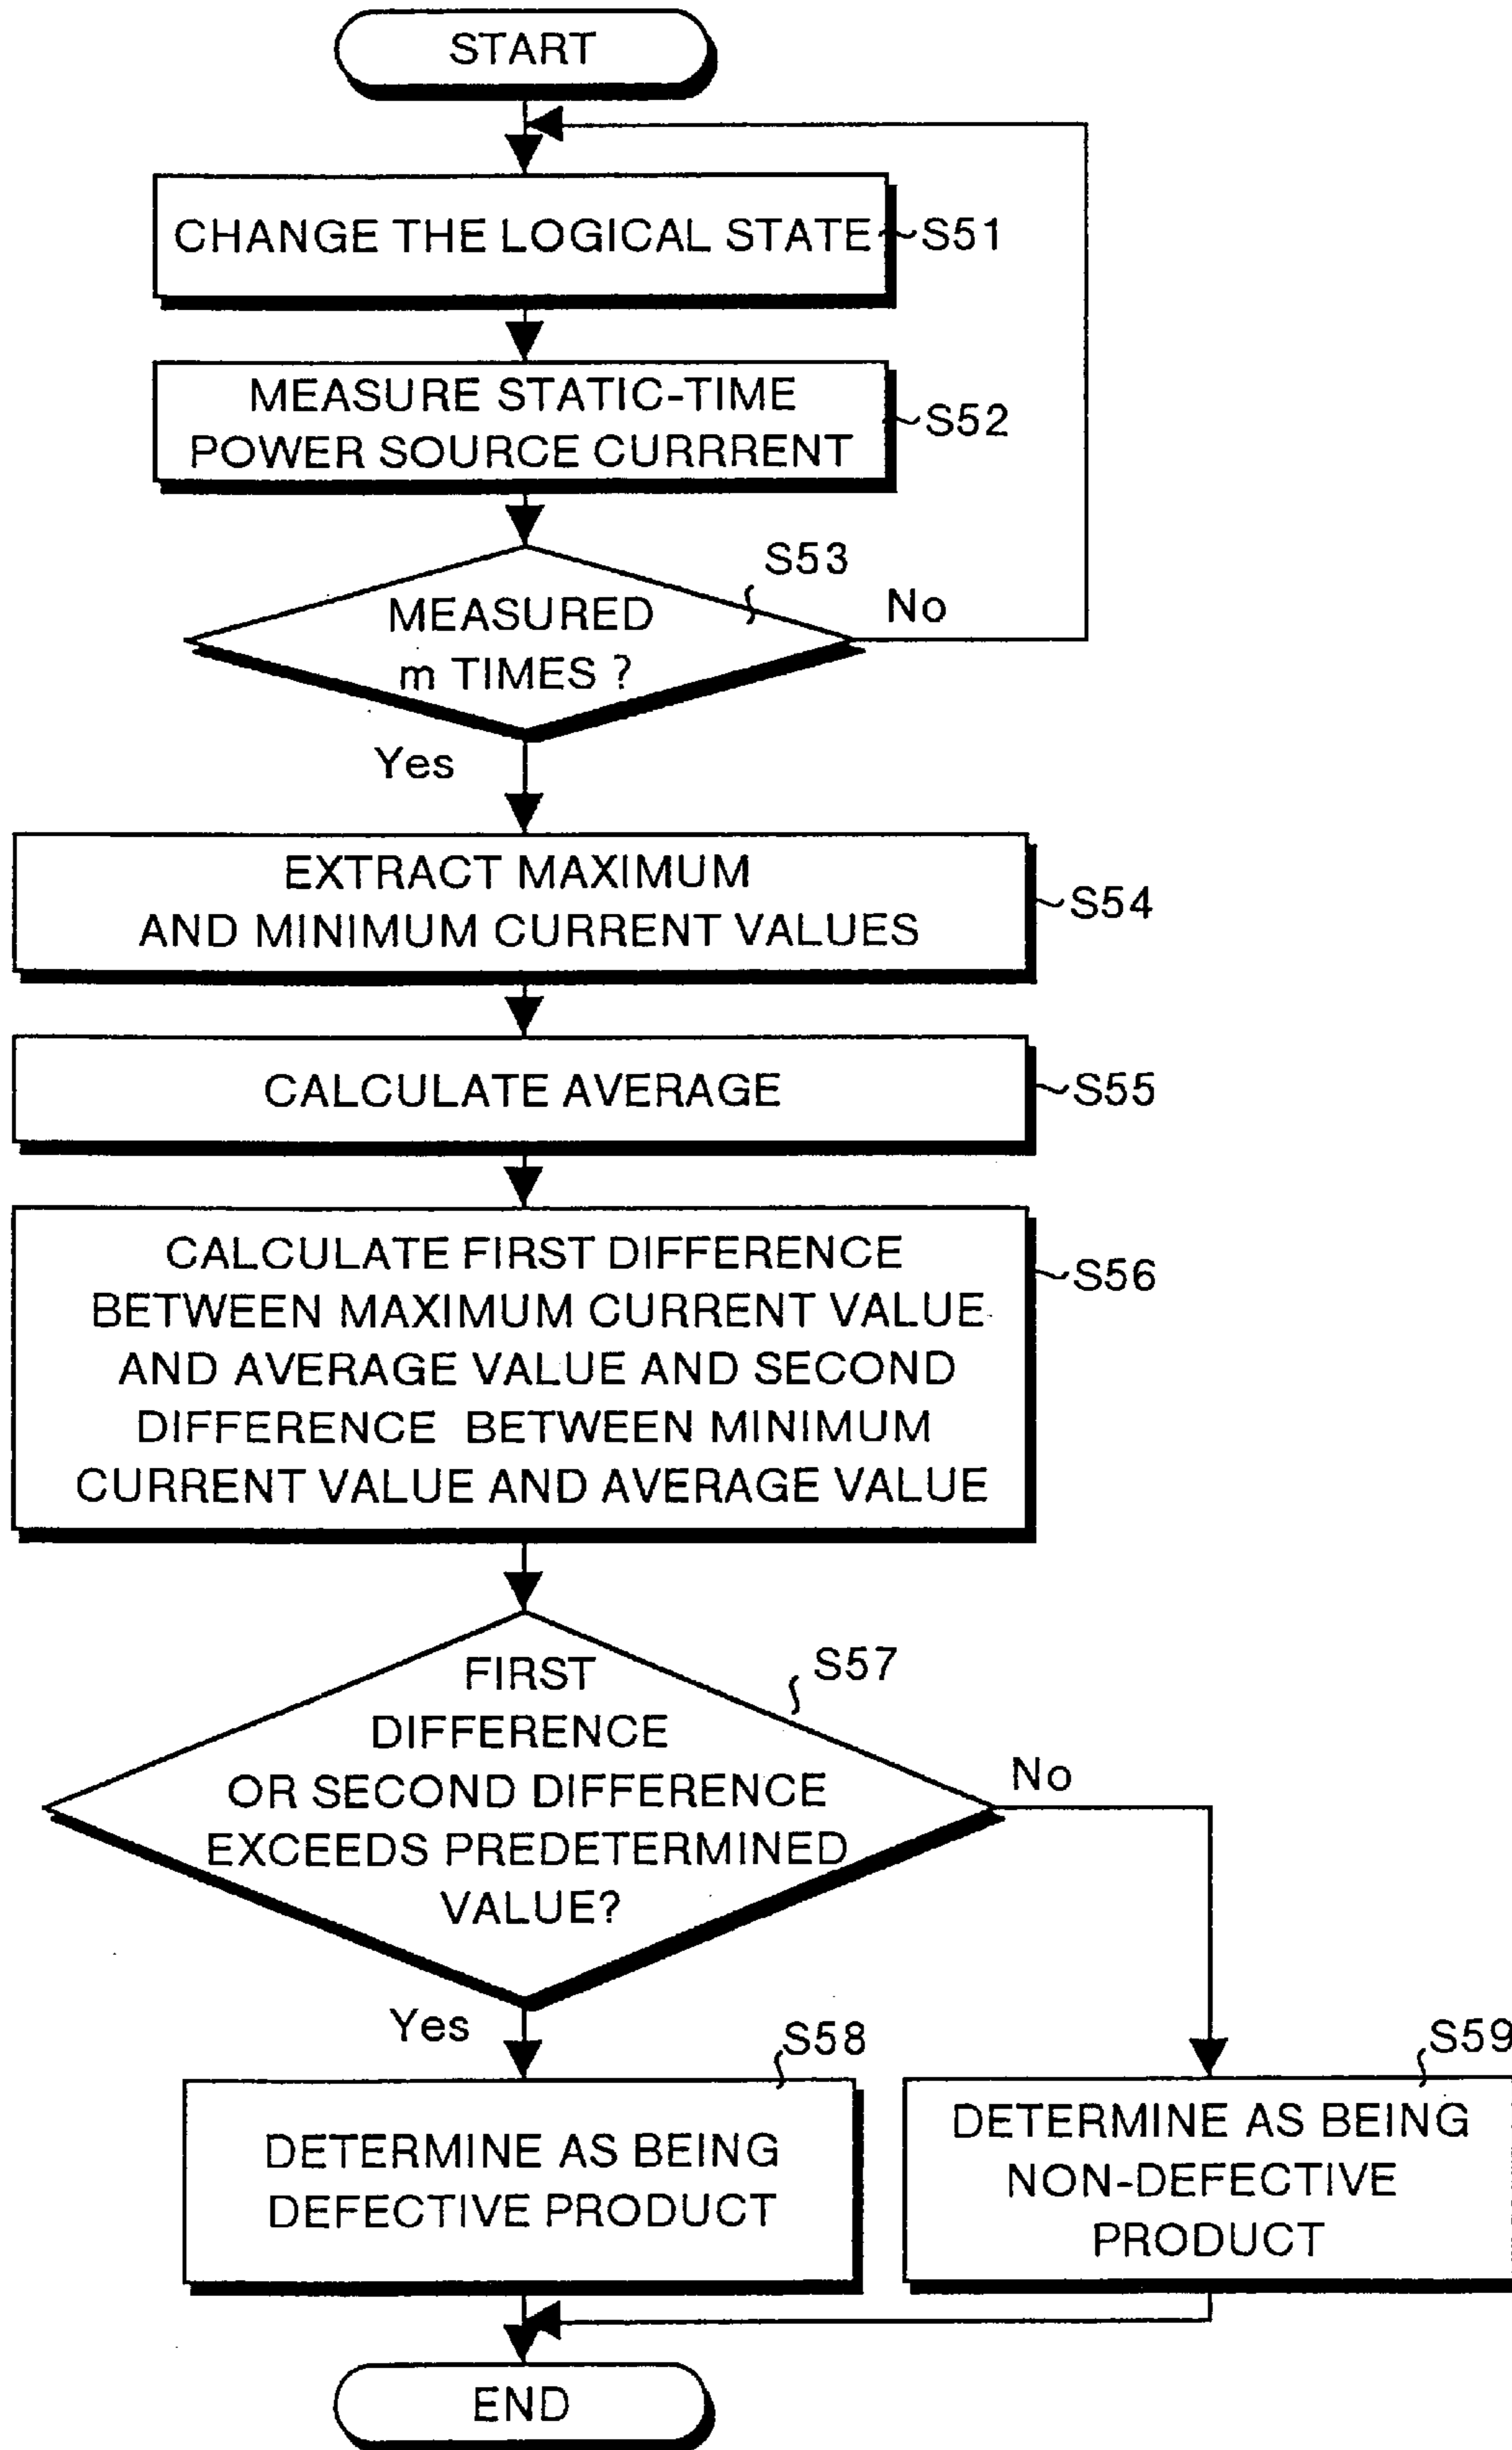 START
CHANGE THE LOGICAL STATE
S51
MEASURE STATIC-TIME
POWER SOURCE CURRRENT
S52
S53
MEASURED
m TIMES ?
No
Yes
EXTRACT MAXIMUM
AND MINIMUM CURRENT VALUES
S54
CALCULATE AVERAGE
S55
CALCULATE FIRST DIFFERENCE
BETWEEN MAXIMUM CURRENT VALUE
AND AVERAGE VALUE AND SECOND
DIFFERENCE BETWEEN MINIMUM
CURRENT VALUE AND AVERAGE VALUE
S56
S57
FIRST
DIFFERENCE
OR SECOND DIFFERENCE
EXCEEDS PREDETERMINED
VALUE?
No
Yes
S58
DETERMINE AS BEING
DEFECTIVE PRODUCT
S59
DETERMINE AS BEING
NON-DEFECTIVE
PRODUCT
END